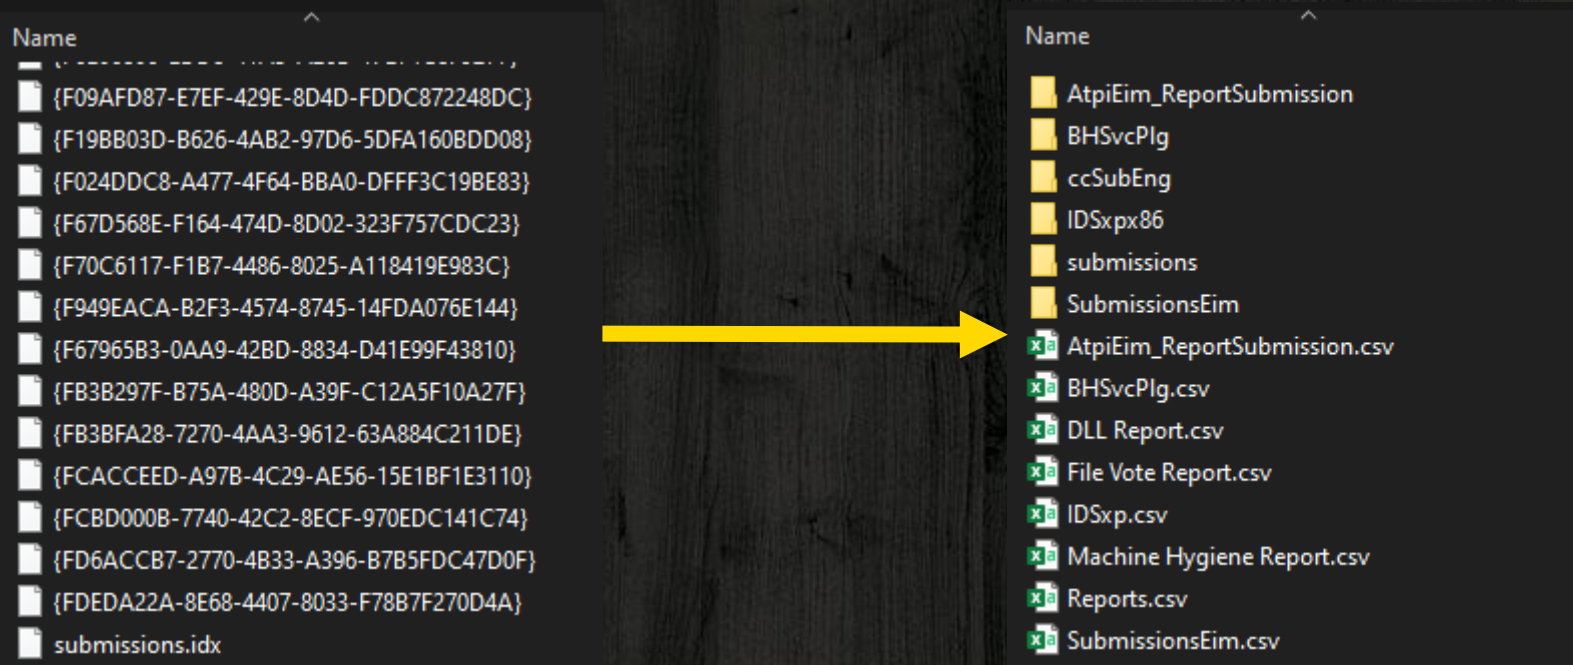 Name
{F09AFD87-E7EF-429E-8D4D-FDDC872248DC}
{F19BB03D-B626-4AB2-97D6-5DFA160BDD08}
{F024DDC8-A477-4F64-BBA0-DFFF3C19BE83}
{F67D568E-F164-474D-8D02-323F757CDC23}
{F70C6117-F1B7-4486-8025-A118419E983C}
{F949EACA-B2F3-4574-8745-14FDA076E144}
{F67965B3-0AA9-42BD-8834-D41E99F43810}
{FB3B297F-B75A-480D-A39F-C12A5F10A27F}
{FB3BFA28-7270-4AA3-9612-63A884C211DE}
{FCACCEED-A97B-4C29-AE56-15E1BF1E3110}
{FCBD000B-7740-42C2-8ECF-970EDC141C74}
{FD6ACCB7-2770-4B33-A396-B7B5FDC47D0F}
{FDEDA22A-8E68-4407-8033-F78B7F270D4A}
submissions.idx
Name
AtpiEim_ReportSubmission
BHSvcPlg
ccSubEng
IDSxpx86
submissions
SubmissionsEim
AtpiEim_ReportSubmission.csv
BHSvcPlg.csv
DLL Report.csv
File Vote Report.csv
IDSxp.csv
Machine Hygiene Report.csv
Reports.csv
SubmissionsEim.csv